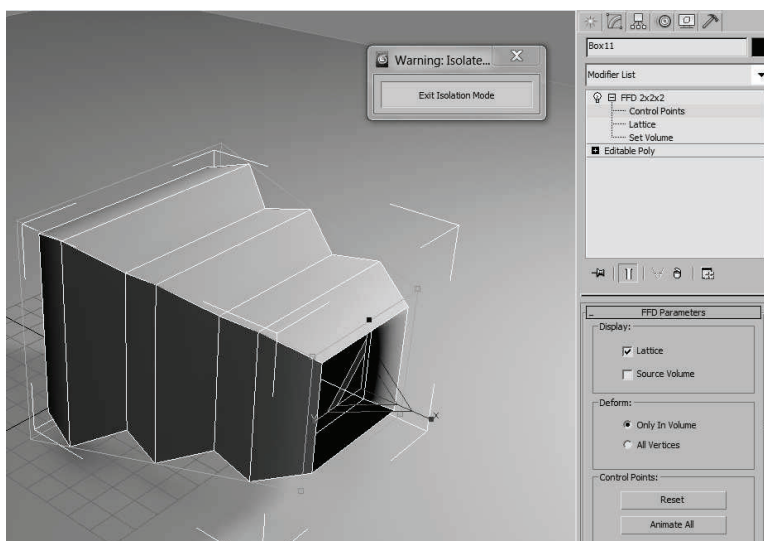 Warning: Isolate...
Exit Isolation Mode
x
Box11
Modifier List
FFD 2x2x2
Control Points
Lattice
Set Volume
Editable Poly
FFD Parameters
Display:
Lattice
Source Volume
Deform:
Only In Volume
All Vertices
Control Points:
Reset
Animate All